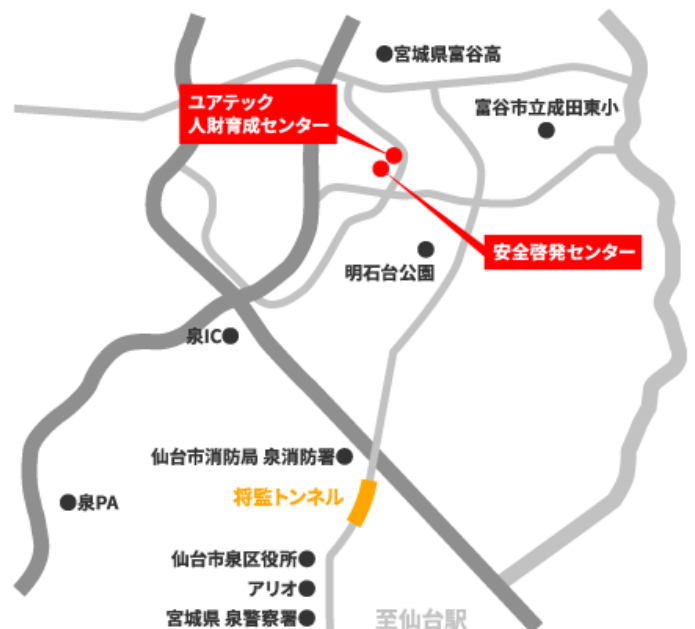 宮城県富谷高
ユアテック
人財育成センター
富谷市立成田東小
安全啓発センター
明石台公園
泉IC
仙台市消防局 泉消防署
将監トンネル
泉PA
仙台市泉区役所
アリオ
宮城県 泉警察署
至仙台駅